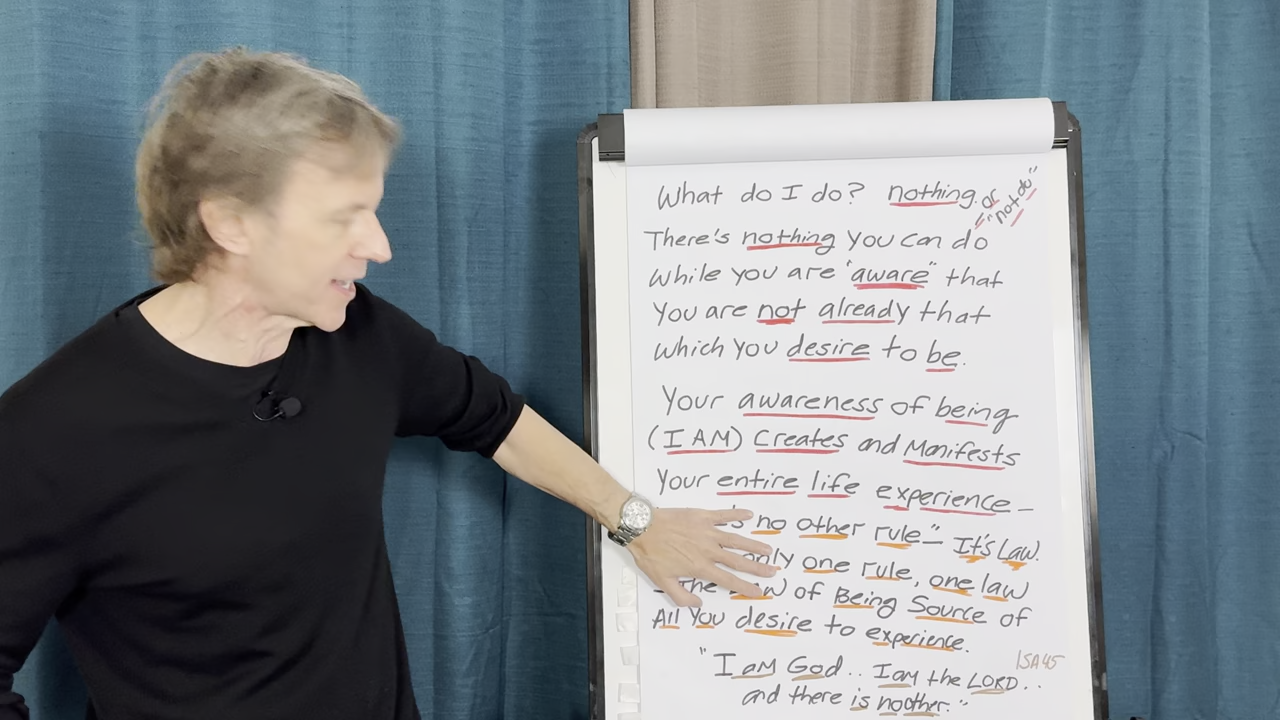 What do I do? nothing. or "not do"
There's nothing you can do
while you are "aware" that
you are not already that
which you desire to be.
Your awareness of being
(I AM) Creates and Manifests
Your entire life experience –
no other rule" – It's Law.
only one rule, one law
– The Law of Being Source of
All You desire to experience.
"I am God.. I am the LORD..
and there is no other."
ISA 45